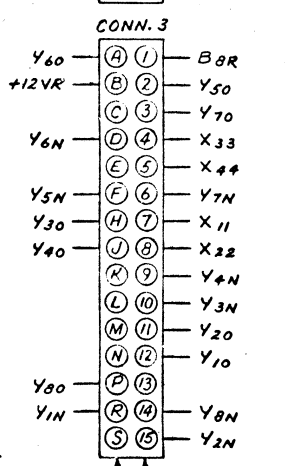 CONN. 3
Y60 A 1 B8R
+12VR B 2 Y50
C 3 Y70
Y6N D 4 X33
E 5 X44
Y5N F 6 Y7N
Y30 H 7 X11
Y40 J 8 X22
K 9 Y4N
L 10 Y3N
M 11 Y20
N 12 Y10
Y80 P 13
Y1N R 14 Y8N
S 15 Y2N